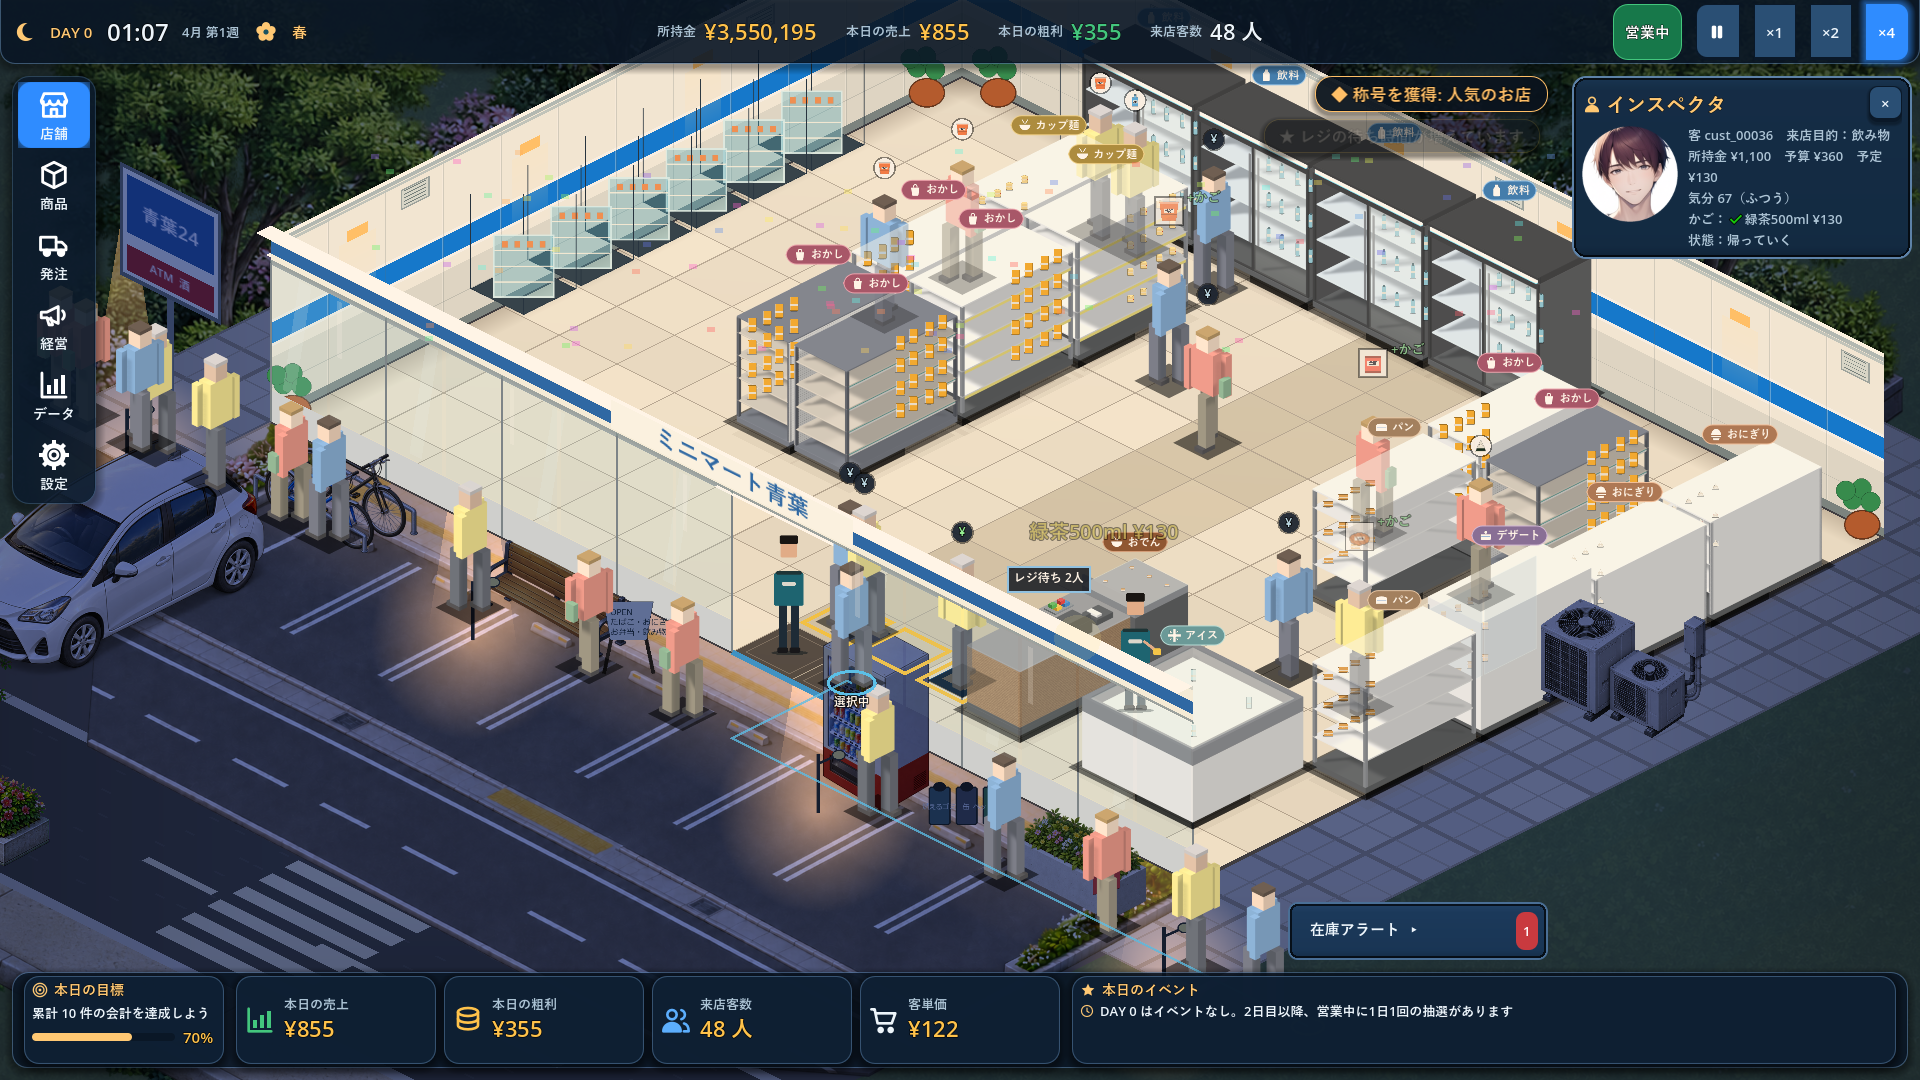 DAY 0 01:07 4月 第1週 春
所持金 ¥3,550,195 本日の売上 ¥855 本日の粗利 ¥355 来店客数 48 人
営業中 ×1 ×2 ×4
店舗
商品
発注
経営
データ
設定
◆ 称号を獲得: 人気のお店
インスペクタ ×
客 cust_00036 来店目的：飲み物
所持金 ¥1,100 予算 ¥360 予定
¥130
気分 67（ふつう）
かご：✓緑茶500ml ¥130
状態：帰っていく
飲料
飲料
飲料
カップ麺
カップ麺
おかし
おかし
おかし
おかし
+かご
+かご
おかし
おかし
パン
おにぎり
おにぎり
+かご
デザート
緑茶500ml ¥130
おでん
レジ待ち 2人
パン
アイス
青葉24
ATM 酒
ミニマート青葉
OPEN
選択中
在庫アラート ▸ 1
本日の目標
累計 10 件の会計を達成しよう
70%
本日の売上
¥855
本日の粗利
¥355
来店客数
48 人
客単価
¥122
本日のイベント
DAY 0 はイベントなし。2日目以降、営業中に1日1回の抽選があります